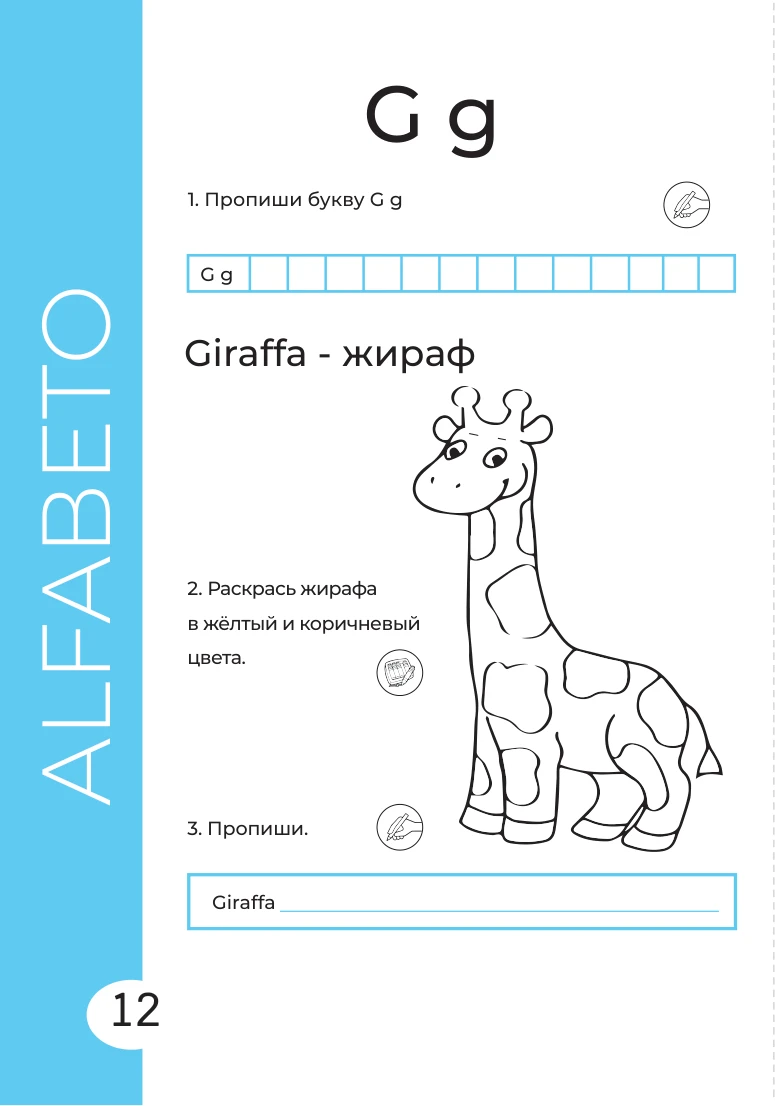 ALFABETO
G g
1. Пропиши букву G g
G g
Giraffa - жираф
2. Раскрась жирафа
в жёлтый и коричневый
цвета.
3. Пропиши.
Giraffa
12